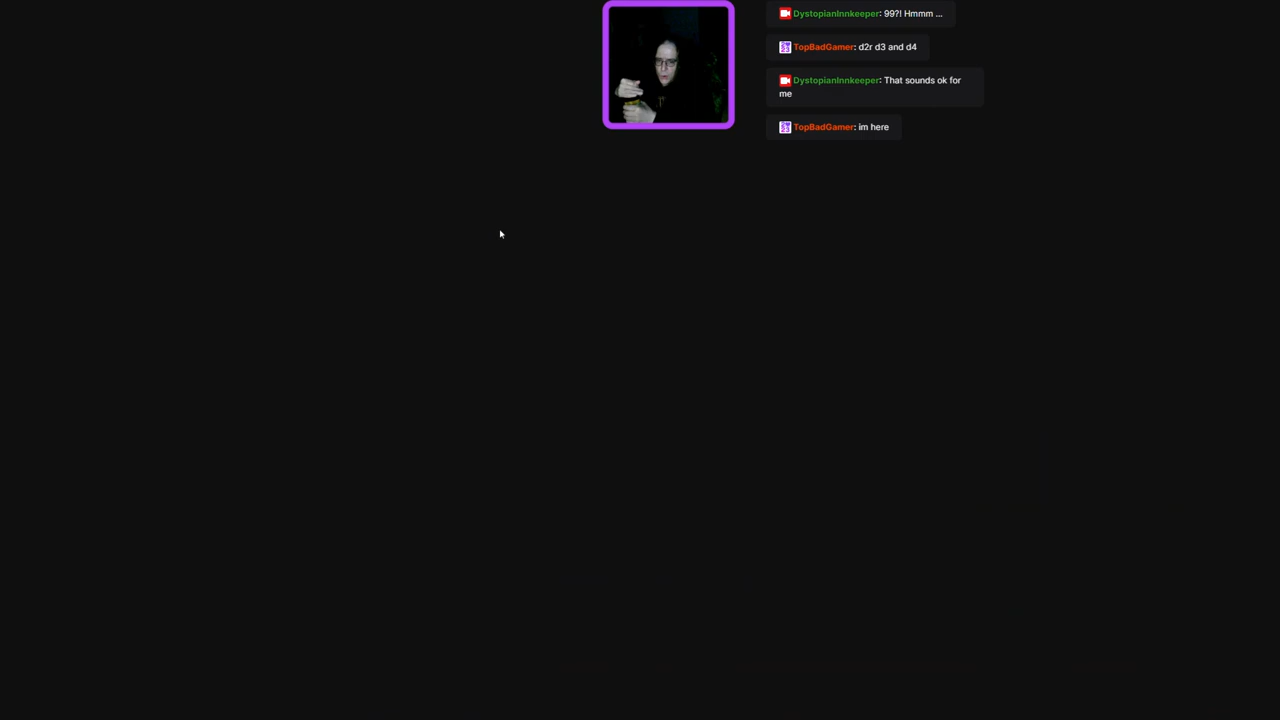 DystopianInnkeeper: 99?! Hmmm ...
TopBadGamer: d2r d3 and d4
DystopianInnkeeper: That sounds ok for
me
TopBadGamer: im here